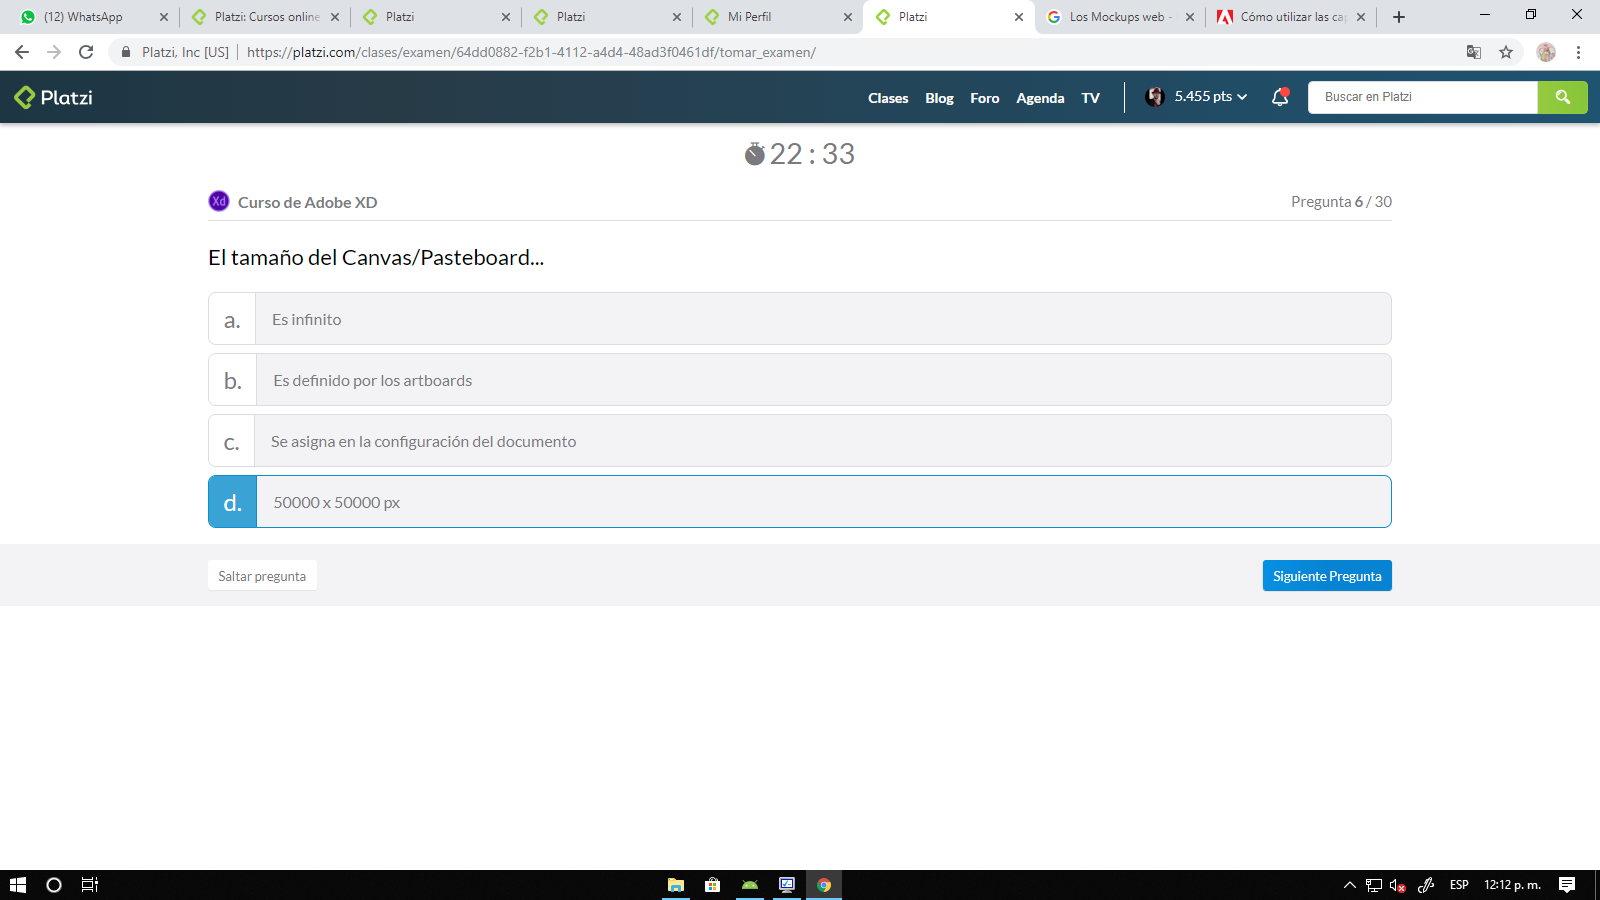 (12) WhatsApp
Platzi: Cursos online
Platzi
Platzi
Mi Perfil
Platzi
Los Mockups web -
Cómo utilizar las cap
Platzi, Inc [US]
https://platzi.com/clases/examen/64dd0882-f2b1-4112-a4d4-48ad3f0461df/tomar_examen/
Platzi
Clases
Blog
Foro
Agenda
TV
5.455 pts
Buscar en Platzi
22 : 33
Xd
Curso de Adobe XD
Pregunta 6 / 30
El tamaño del Canvas/Pasteboard...
a.
Es infinito
b.
Es definido por los artboards
c.
Se asigna en la configuración del documento
d.
50000 x 50000 px
Saltar pregunta
Siguiente Pregunta
ESP
12:12 p. m.